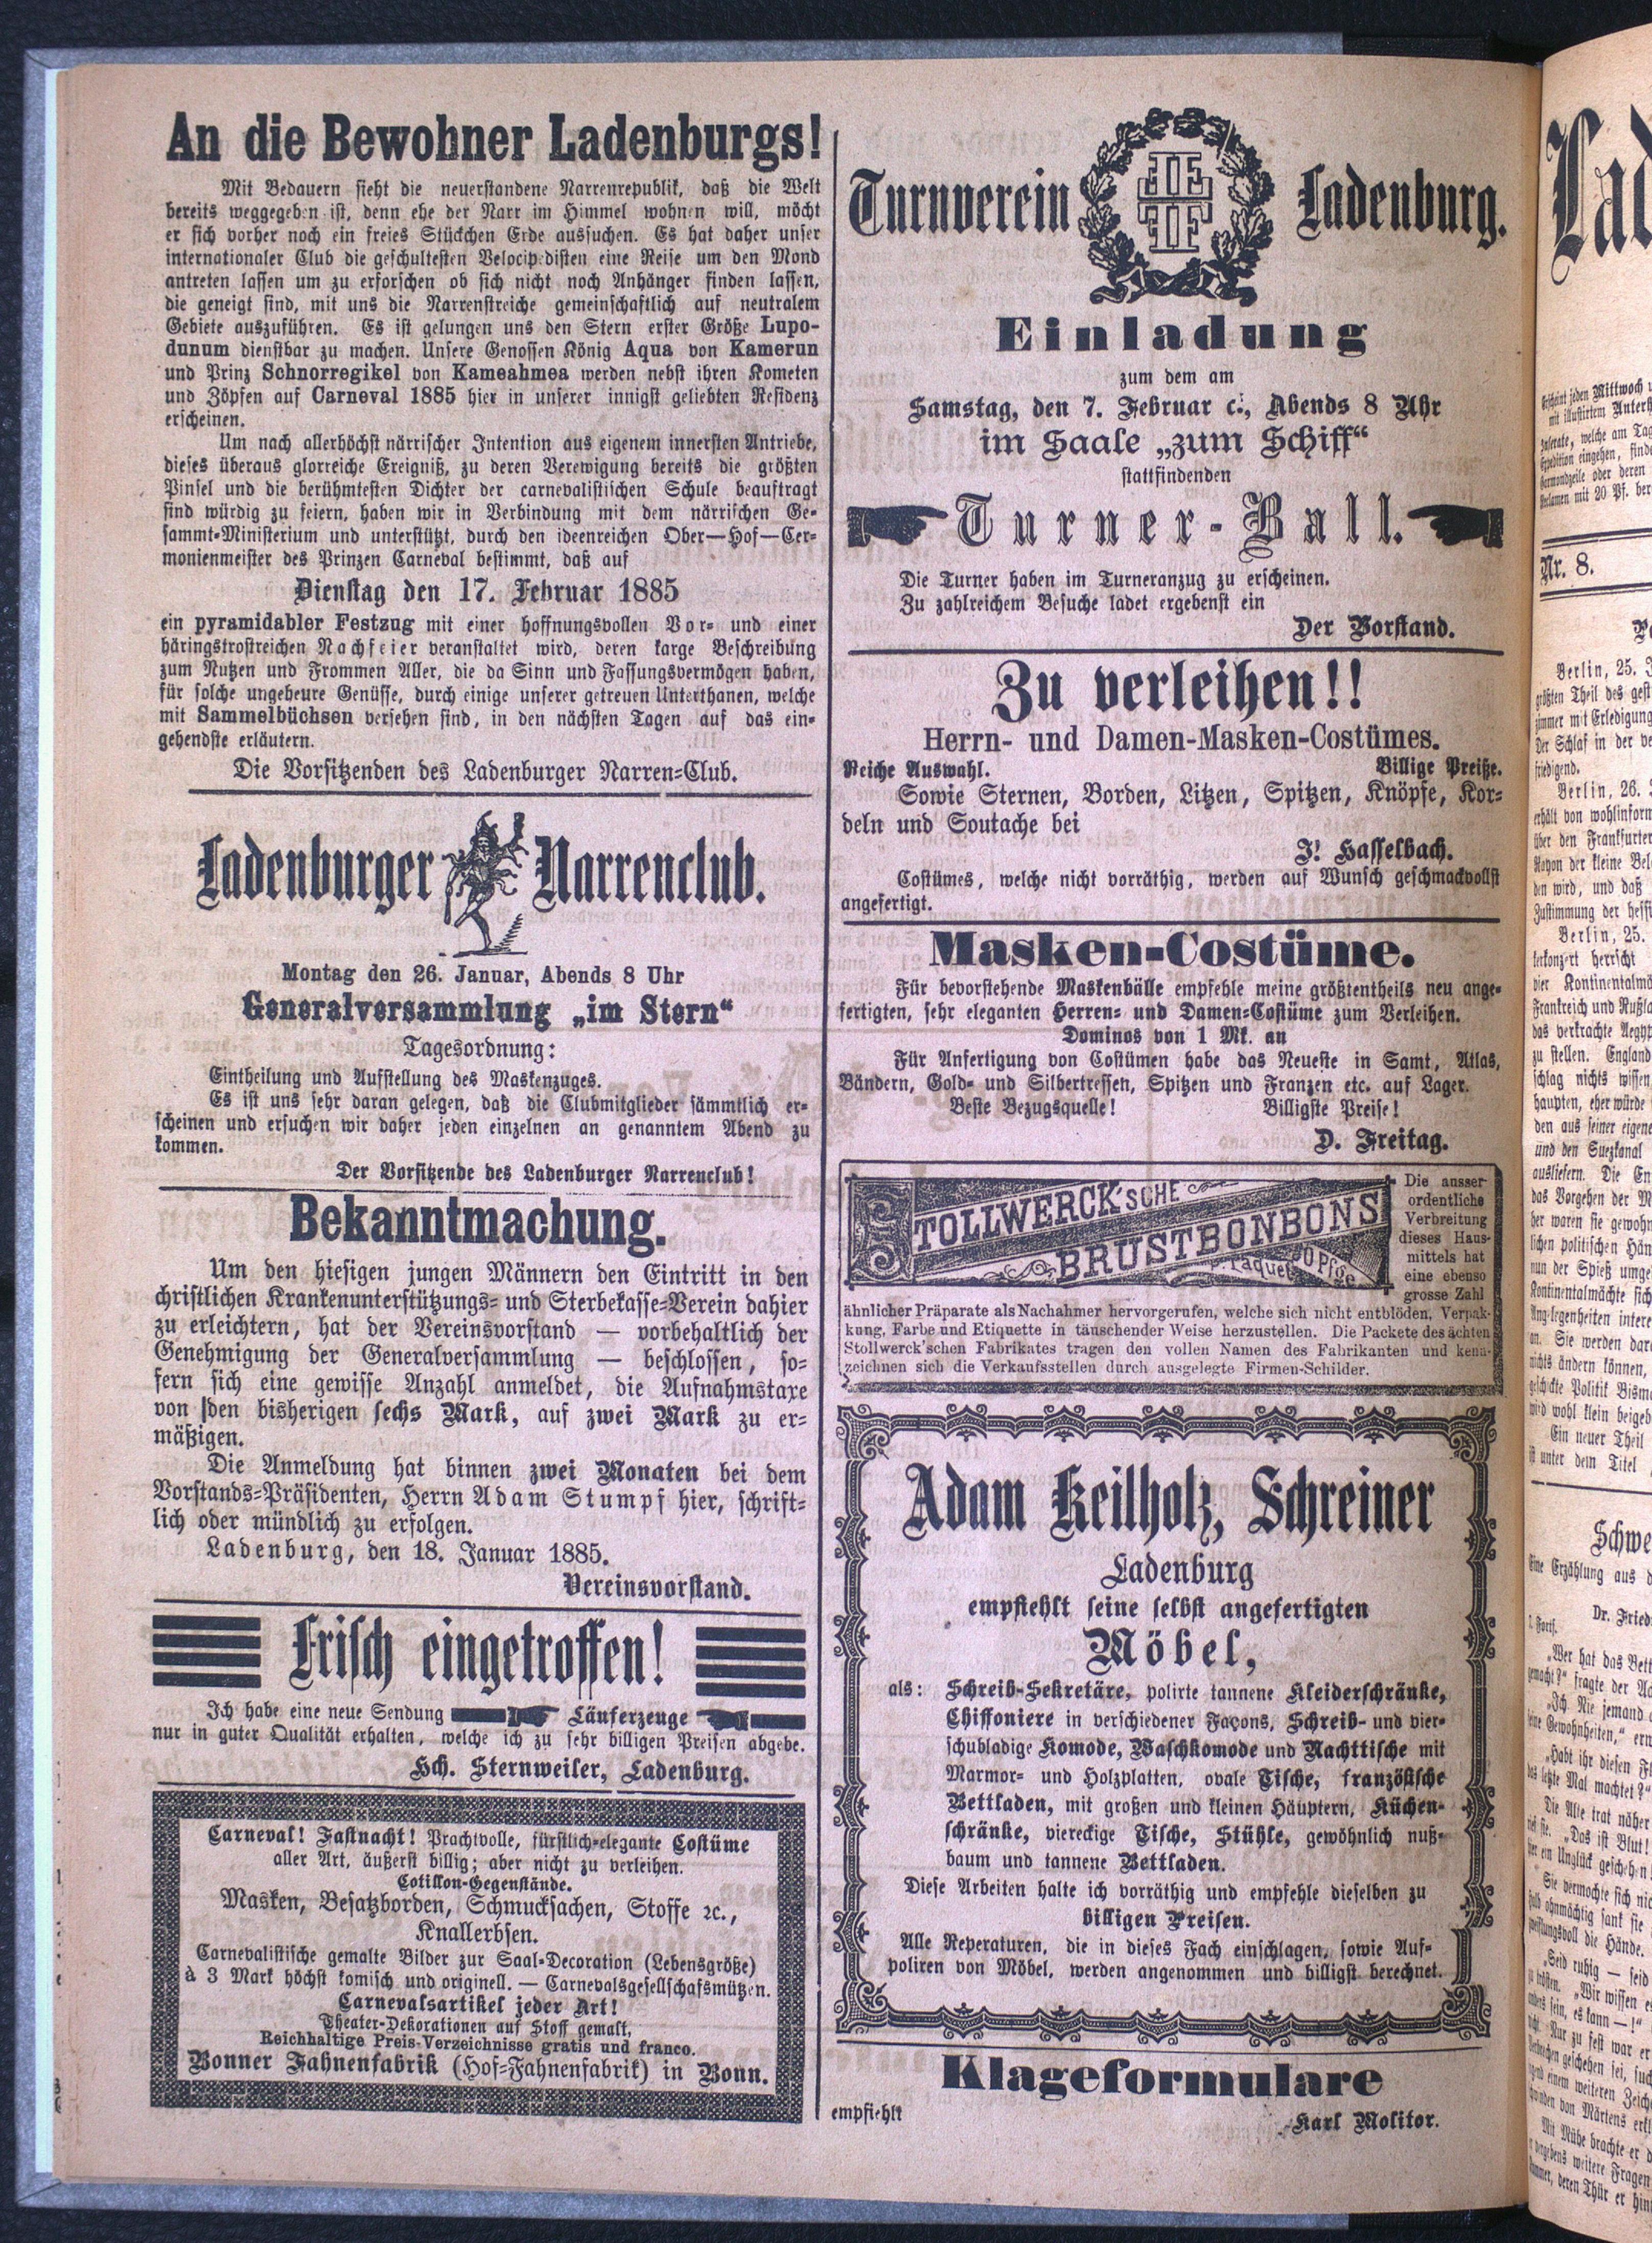 An die Bewohner Ladenburgs!
Mit Bedauern sieht die neuerstandene Narrenrepublik, daß die Welt
bereits weggegeben ist, denn ehe der Narr im Himmel wohnen will, möcht
er sich vorher noch ein freies Stückchen Erde aussuchen. Es hat daher unser
internationaler Club die geschultesten Velocipedisten eine Reise um den Mond
antreten lassen um zu erforschen ob sich nicht noch Anhänger finden lassen,
die geneigt sind, mit uns die Narrenstreiche gemeinschaftlich auf neutralem
Gebiete auszuführen. Es ist gelungen uns den Stern erster Größe Lupo-
dunum dienstbar zu machen. Unsere Genossen König Aqua von Kamerun
und Prinz Schnorregikel von Kameahmea werden nebst ihren Kometen
und Zöpfen auf Carneval 1885 hier in unserer innigst geliebten Residenz
erscheinen.
Um nach allerhöchst närrischer Intention aus eigenem innersten Antriebe,
dieses überaus glorreiche Ereigniß, zu deren Verewigung bereits die größten
Pinsel und die berühmtesten Dichter der carnevalistischen Schule beauftragt
sind würdig zu feiern, haben wir in Verbindung mit dem närrischen Ge-
sammt-Ministerium und unterstützt, durch den ideenreichen Ober—Hof—Cer-
monienmeister des Prinzen Carneval bestimmt, daß auf
Dienstag den 17. Februar 1885
ein pyramidabler Festzug mit einer hoffnungsvollen Vor- und einer
häringstrostreichen Nachfeier veranstaltet wird, deren karge Beschreibung
zum Nutzen und Frommen Aller, die da Sinn und Fassungsvermögen haben,
für solche ungeheure Genüsse, durch einige unserer getreuen Unterthanen, welche
mit Sammelbüchsen versehen sind, in den nächsten Tagen auf das ein-
gehendste erläutern.
Die Vorsitzenden des Ladenburger Narren-Club.
Ladenburger Narrenclub.
Montag den 26. Januar, Abends 8 Uhr
Generalversammlung „im Stern“
Tagesordnung:
Eintheilung und Aufstellung des Maskenzuges.
Es ist uns sehr daran gelegen, daß die Clubmitglieder sämmtlich er-
scheinen und ersuchen wir daher jeden einzelnen an genanntem Abend zu
kommen.
Der Vorsitzende des Ladenburger Narrenclub!
Bekanntmachung.
Um den hiesigen jungen Männern den Eintritt in den
christlichen Krankenunterstützungs- und Sterbekasse-Verein dahier
zu erleichtern, hat der Vereinsvorstand — vorbehaltlich der
Genehmigung der Generalversammlung — beschlossen, so-
fern sich eine gewisse Anzahl anmeldet, die Aufnahmstaxe
von den bisherigen sechs Mark, auf zwei Mark zu er-
mäßigen.
Die Anmeldung hat binnen zwei Monaten bei dem
Vorstands-Präsidenten, Herrn Adam Stumpf hier, schrift-
lich oder mündlich zu erfolgen.
Ladenburg, den 18. Januar 1885.
Vereinsvorstand.
Frisch eingetroffen!
Ich habe eine neue Sendung Läuferzeuge
nur in guter Qualität erhalten, welche ich zu sehr billigen Preisen abgebe.
Hch. Sternweiler, Ladenburg.
Carneval! Fastnacht! Prachtvolle, fürstlich-elegante Costüme
aller Art, äußerst billig; aber nicht zu verleihen.
Cotillon-Gegenstände.
Masken, Besatzborden, Schmucksachen, Stoffe ꝛc.,
Knallerbsen.
Carnevalistische gemalte Bilder zur Saal-Decoration (Lebensgröße)
à 3 Mark höchst komisch und originell. — Carnevalsgesellschafsmützen.
Carnevalsartikel jeder Art!
Theater-Dekorationen auf Stoff gemalt,
Reichhaltige Preis-Verzeichnisse gratis und franco.
Bonner Fahnenfabrik (Hof-Fahnenfabrik) in Bonn.
Turnverein Ladenburg.
Einladung
zum dem am
Samstag, den 7. Februar c., Abends 8 Uhr
im Saale „zum Schiff“
stattfindenden
Turner-Ball.
Die Turner haben im Turneranzug zu erscheinen.
Zu zahlreichem Besuche ladet ergebenst ein
Der Vorstand.
Zu verleihen!!
Herrn- und Damen-Masken-Costümes.
Reiche Auswahl. Billige Preiße.
Sowie Sternen, Borden, Litzen, Spitzen, Knöpfe, Kor-
deln und Soutache bei
J. Hasselbach.
Costümes, welche nicht vorräthig, werden auf Wunsch geschmackvollst
angefertigt.
Masken-Costüme.
Für bevorstehende Maskenbälle empfehle meine größtentheils neu ange-
fertigten, sehr eleganten Herren- und Damen-Costüme zum Verleihen.
Dominos von 1 Mk. an
Für Anfertigung von Costümen habe das Neueste in Samt, Atlas,
Bändern, Gold- und Silbertressen, Spitzen und Franzen etc. auf Lager.
Beste Bezugsquelle! Billigste Preise!
D. Freitag.
STOLLWERCK'SCHE
BRUSTBONBONS
Die ausser-
ordentliche
Verbreitung
dieses Haus-
mittels hat
eine ebenso
grosse Zahl
ähnlicher Präparate als Nachahmer hervorgerufen, welche sich nicht entblöden, Verpak-
kung, Farbe und Etiquette in täuschender Weise herzustellen. Die Packete des ächten
Stollwerck'schen Fabrikates tragen den vollen Namen des Fabrikanten und kenn-
zeichnen sich die Verkaufsstellen durch ausgelegte Firmen-Schilder.
Adam Keilholz, Schreiner
Ladenburg
empfiehlt seine selbst angefertigten
Möbel,
als: Schreib-Sekretäre, polirte tannene Kleiderschränke,
Chiffoniere in verschiedener Façons, Schreib- und vier-
schubladige Komode, Waschkomode und Nachttische mit
Marmor- und Holzplatten, ovale Tische, französische
Bettladen, mit großen und kleinen Häuptern, Küchen-
schränke, viereckige Tische, Stühle, gewöhnlich nuß-
baum und tannene Bettladen.
Diese Arbeiten halte ich vorräthig und empfehle dieselben zu
billigen Preisen.
Alle Reperaturen, die in dieses Fach einschlagen, sowie Auf-
poliren von Möbel, werden angenommen und billigst berechnet.
Klageformulare
empfiehlt
Karl Molitor.
Nr. 8.